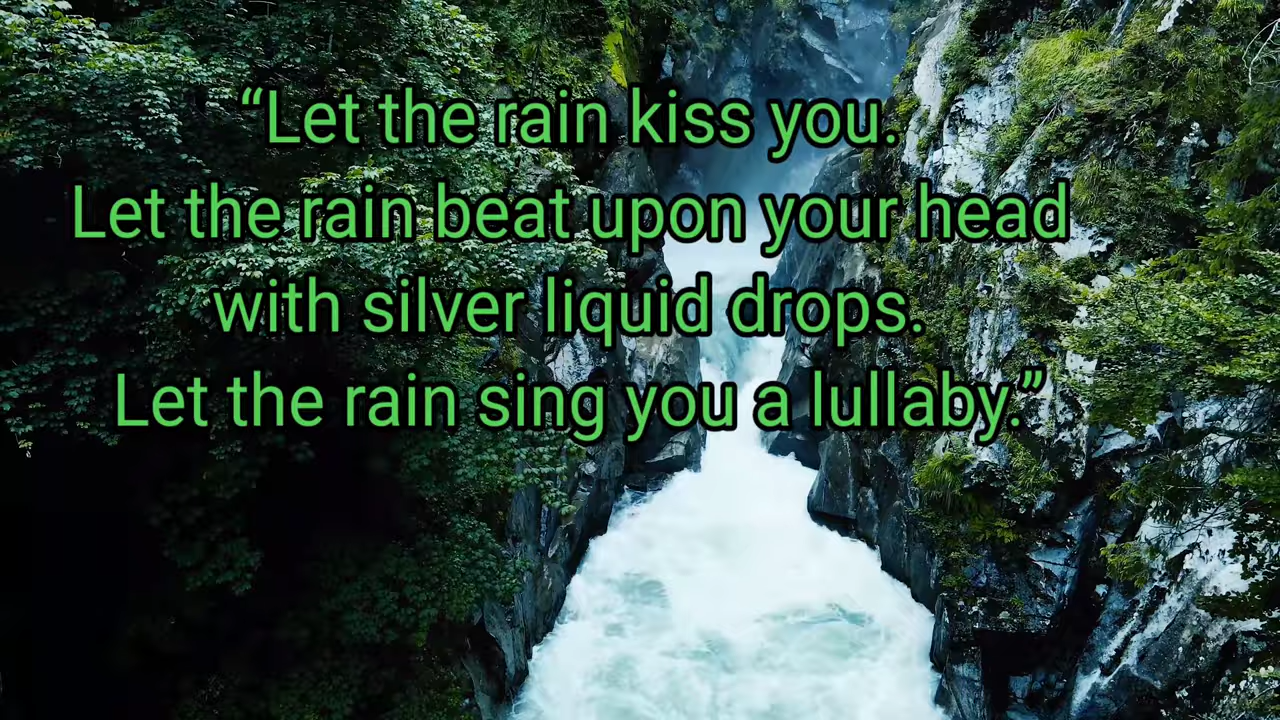 “Let the rain kiss you.
Let the rain beat upon your head
with silver liquid drops.
Let the rain sing you a lullaby.”